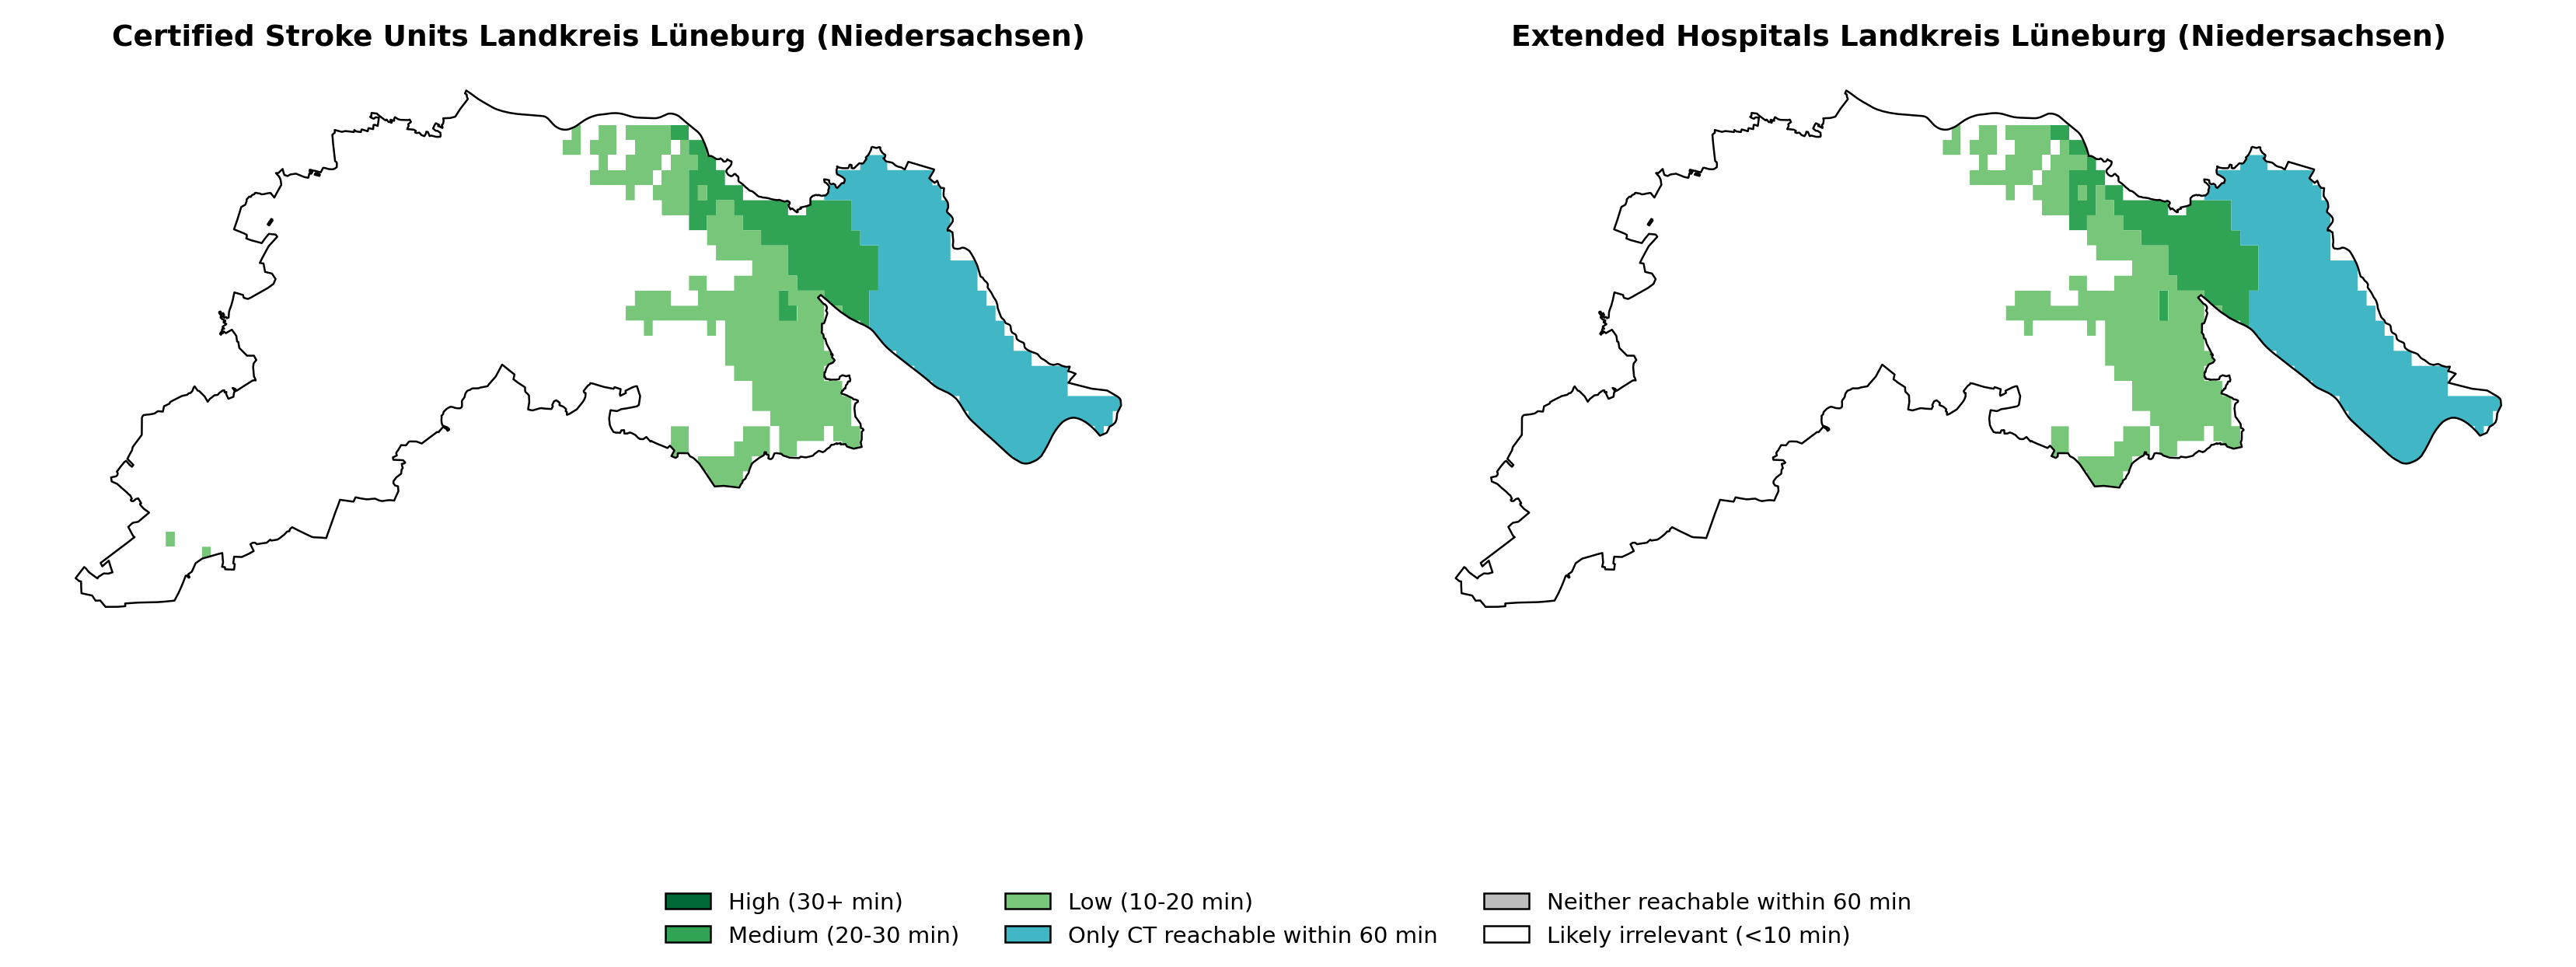 Certified Stroke Units Landkreis Lüneburg (Niedersachsen)
Extended Hospitals Landkreis Lüneburg (Niedersachsen)
High (30+ min)
Medium (20-30 min)
Low (10-20 min)
Only CT reachable within 60 min
Neither reachable within 60 min
Likely irrelevant (<10 min)